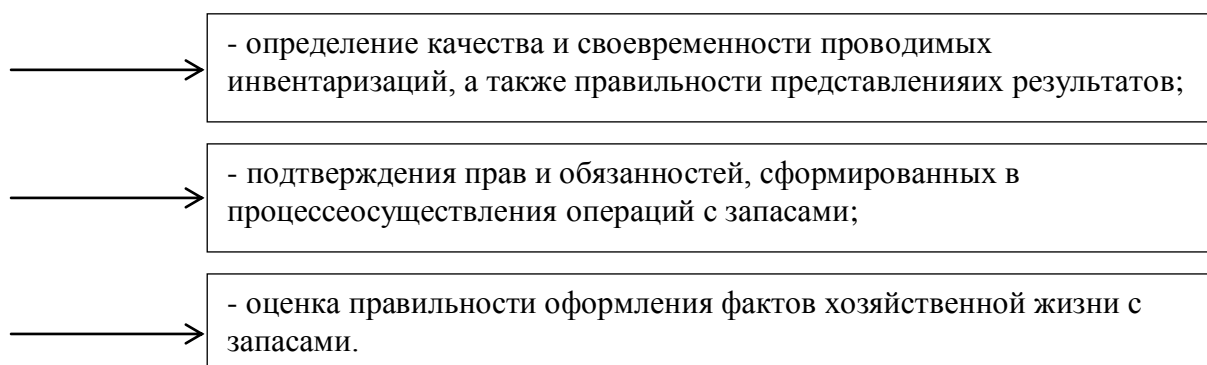 - определение качества и своевременности проводимых
инвентаризаций, а также правильности представленияих результатов;
- подтверждения прав и обязанностей, сформированных в
процессеосуществления операций с запасами;
- оценка правильности оформления фактов хозяйственной жизни с
запасами.